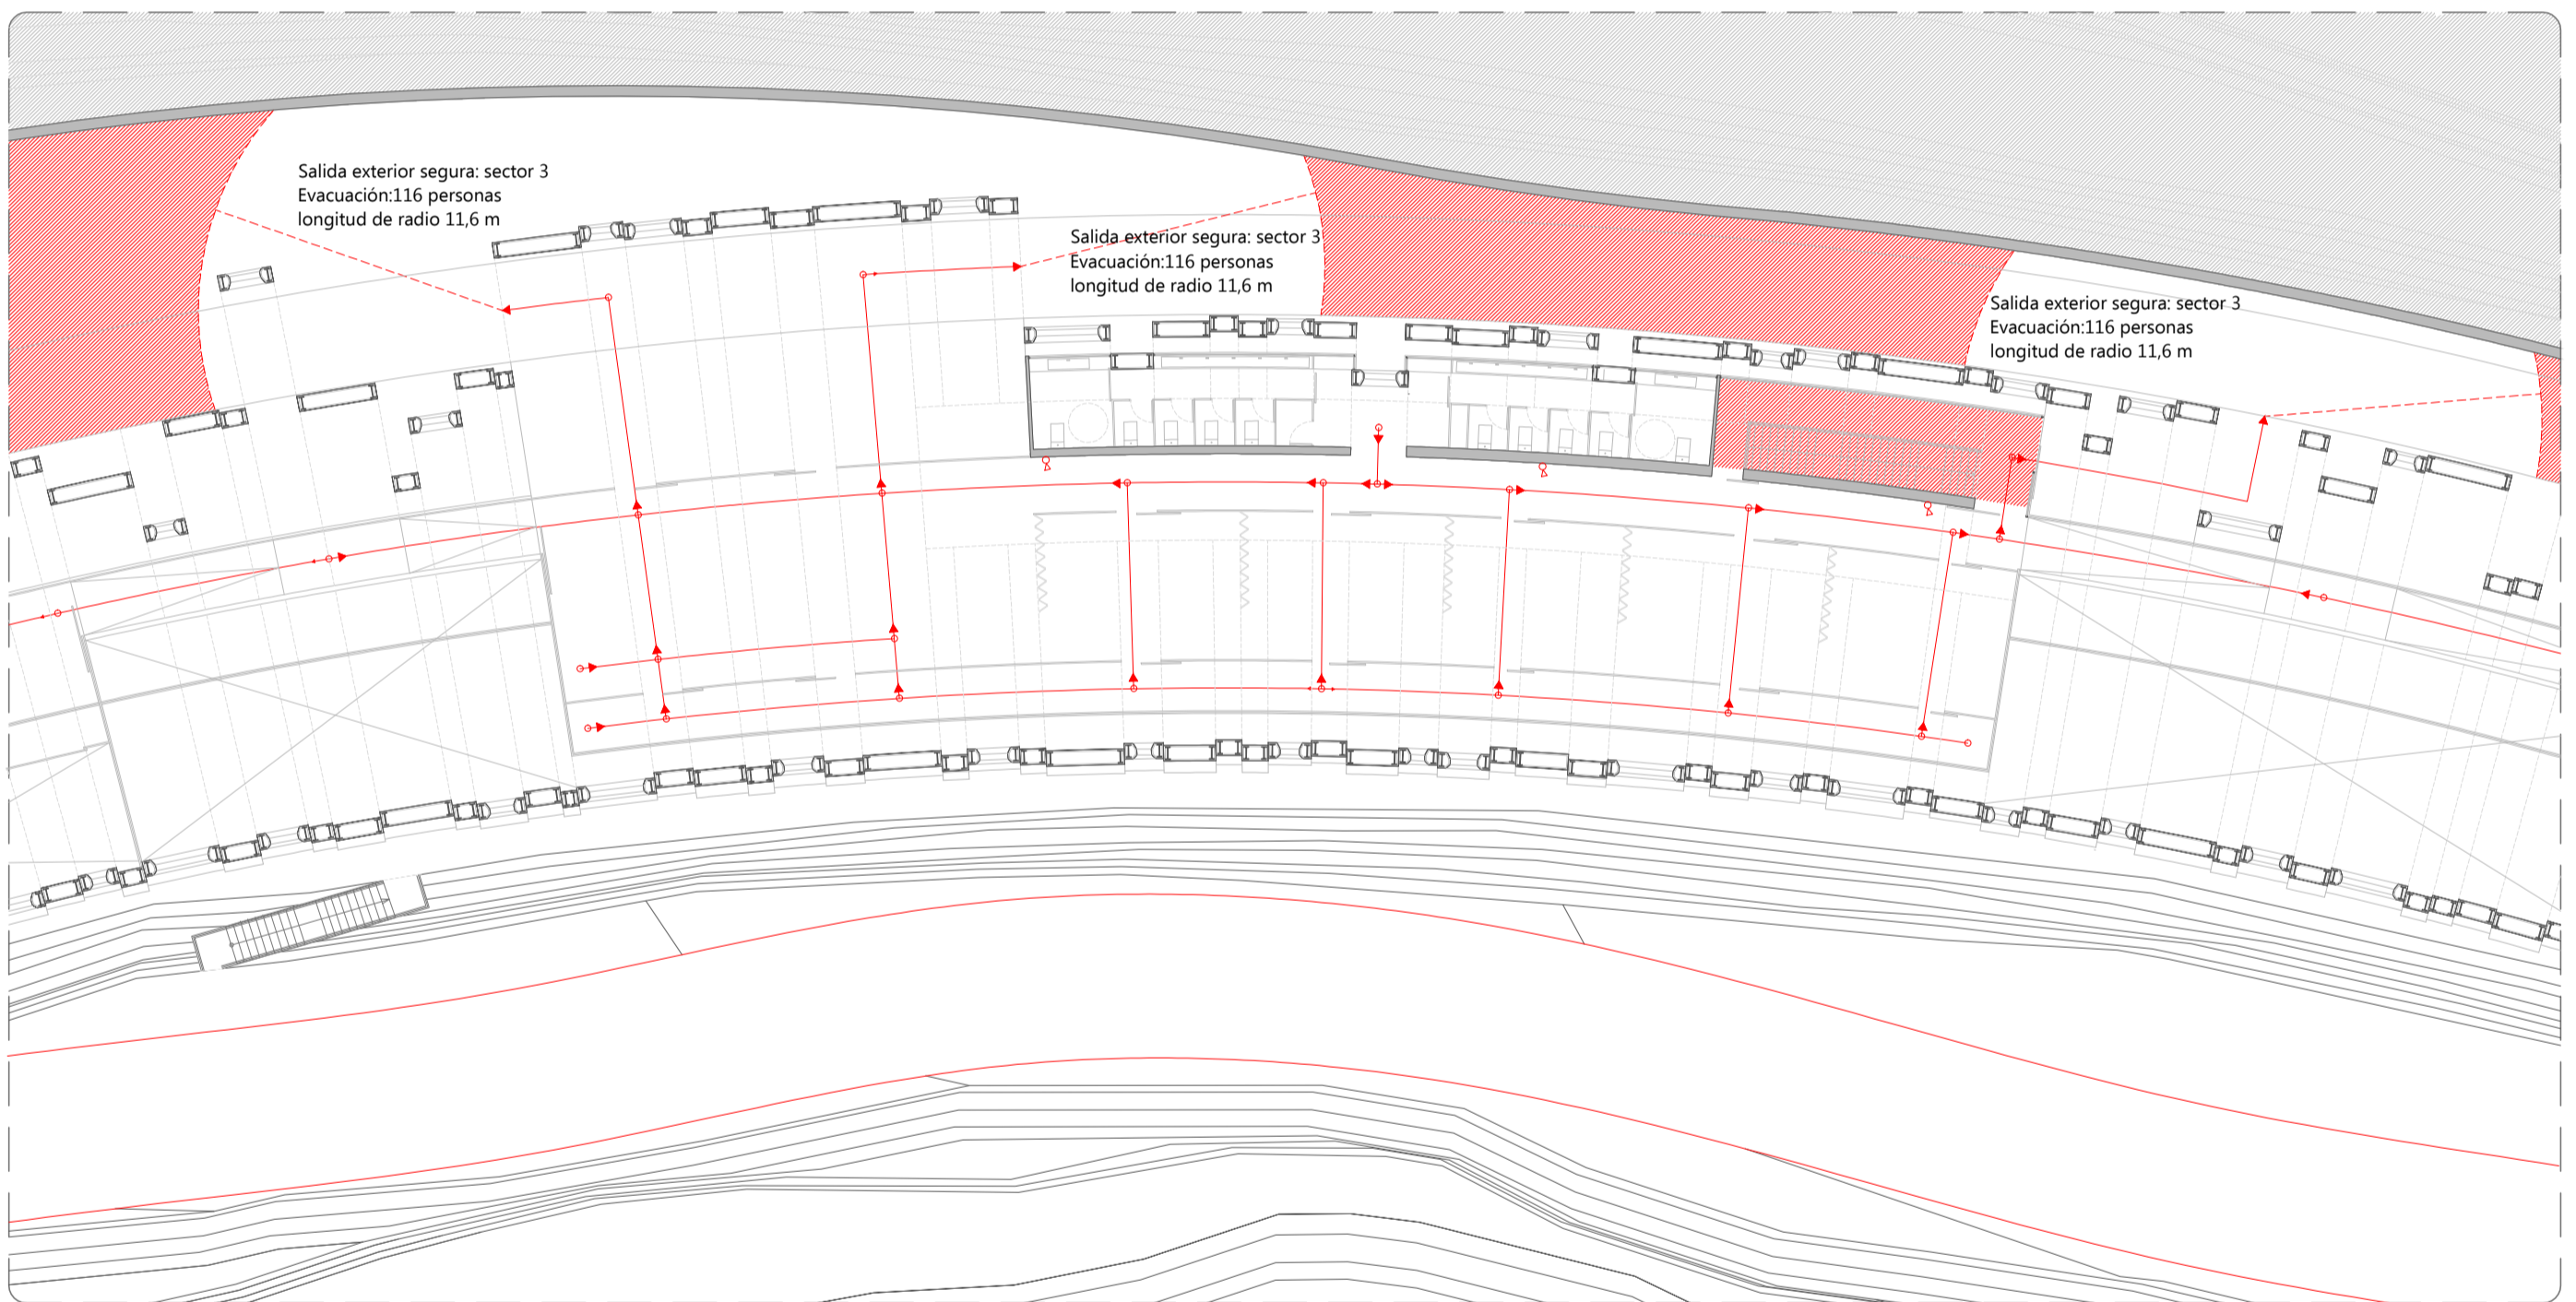 Salida exterior segura: sector 3
Evacuación:116 personas
longitud de radio 11,6 m
Salida exterior segura: sector 3
Evacuación:116 personas
longitud de radio 11,6 m
Salida exterior segura: sector 3
Evacuación:116 personas
longitud de radio 11,6 m